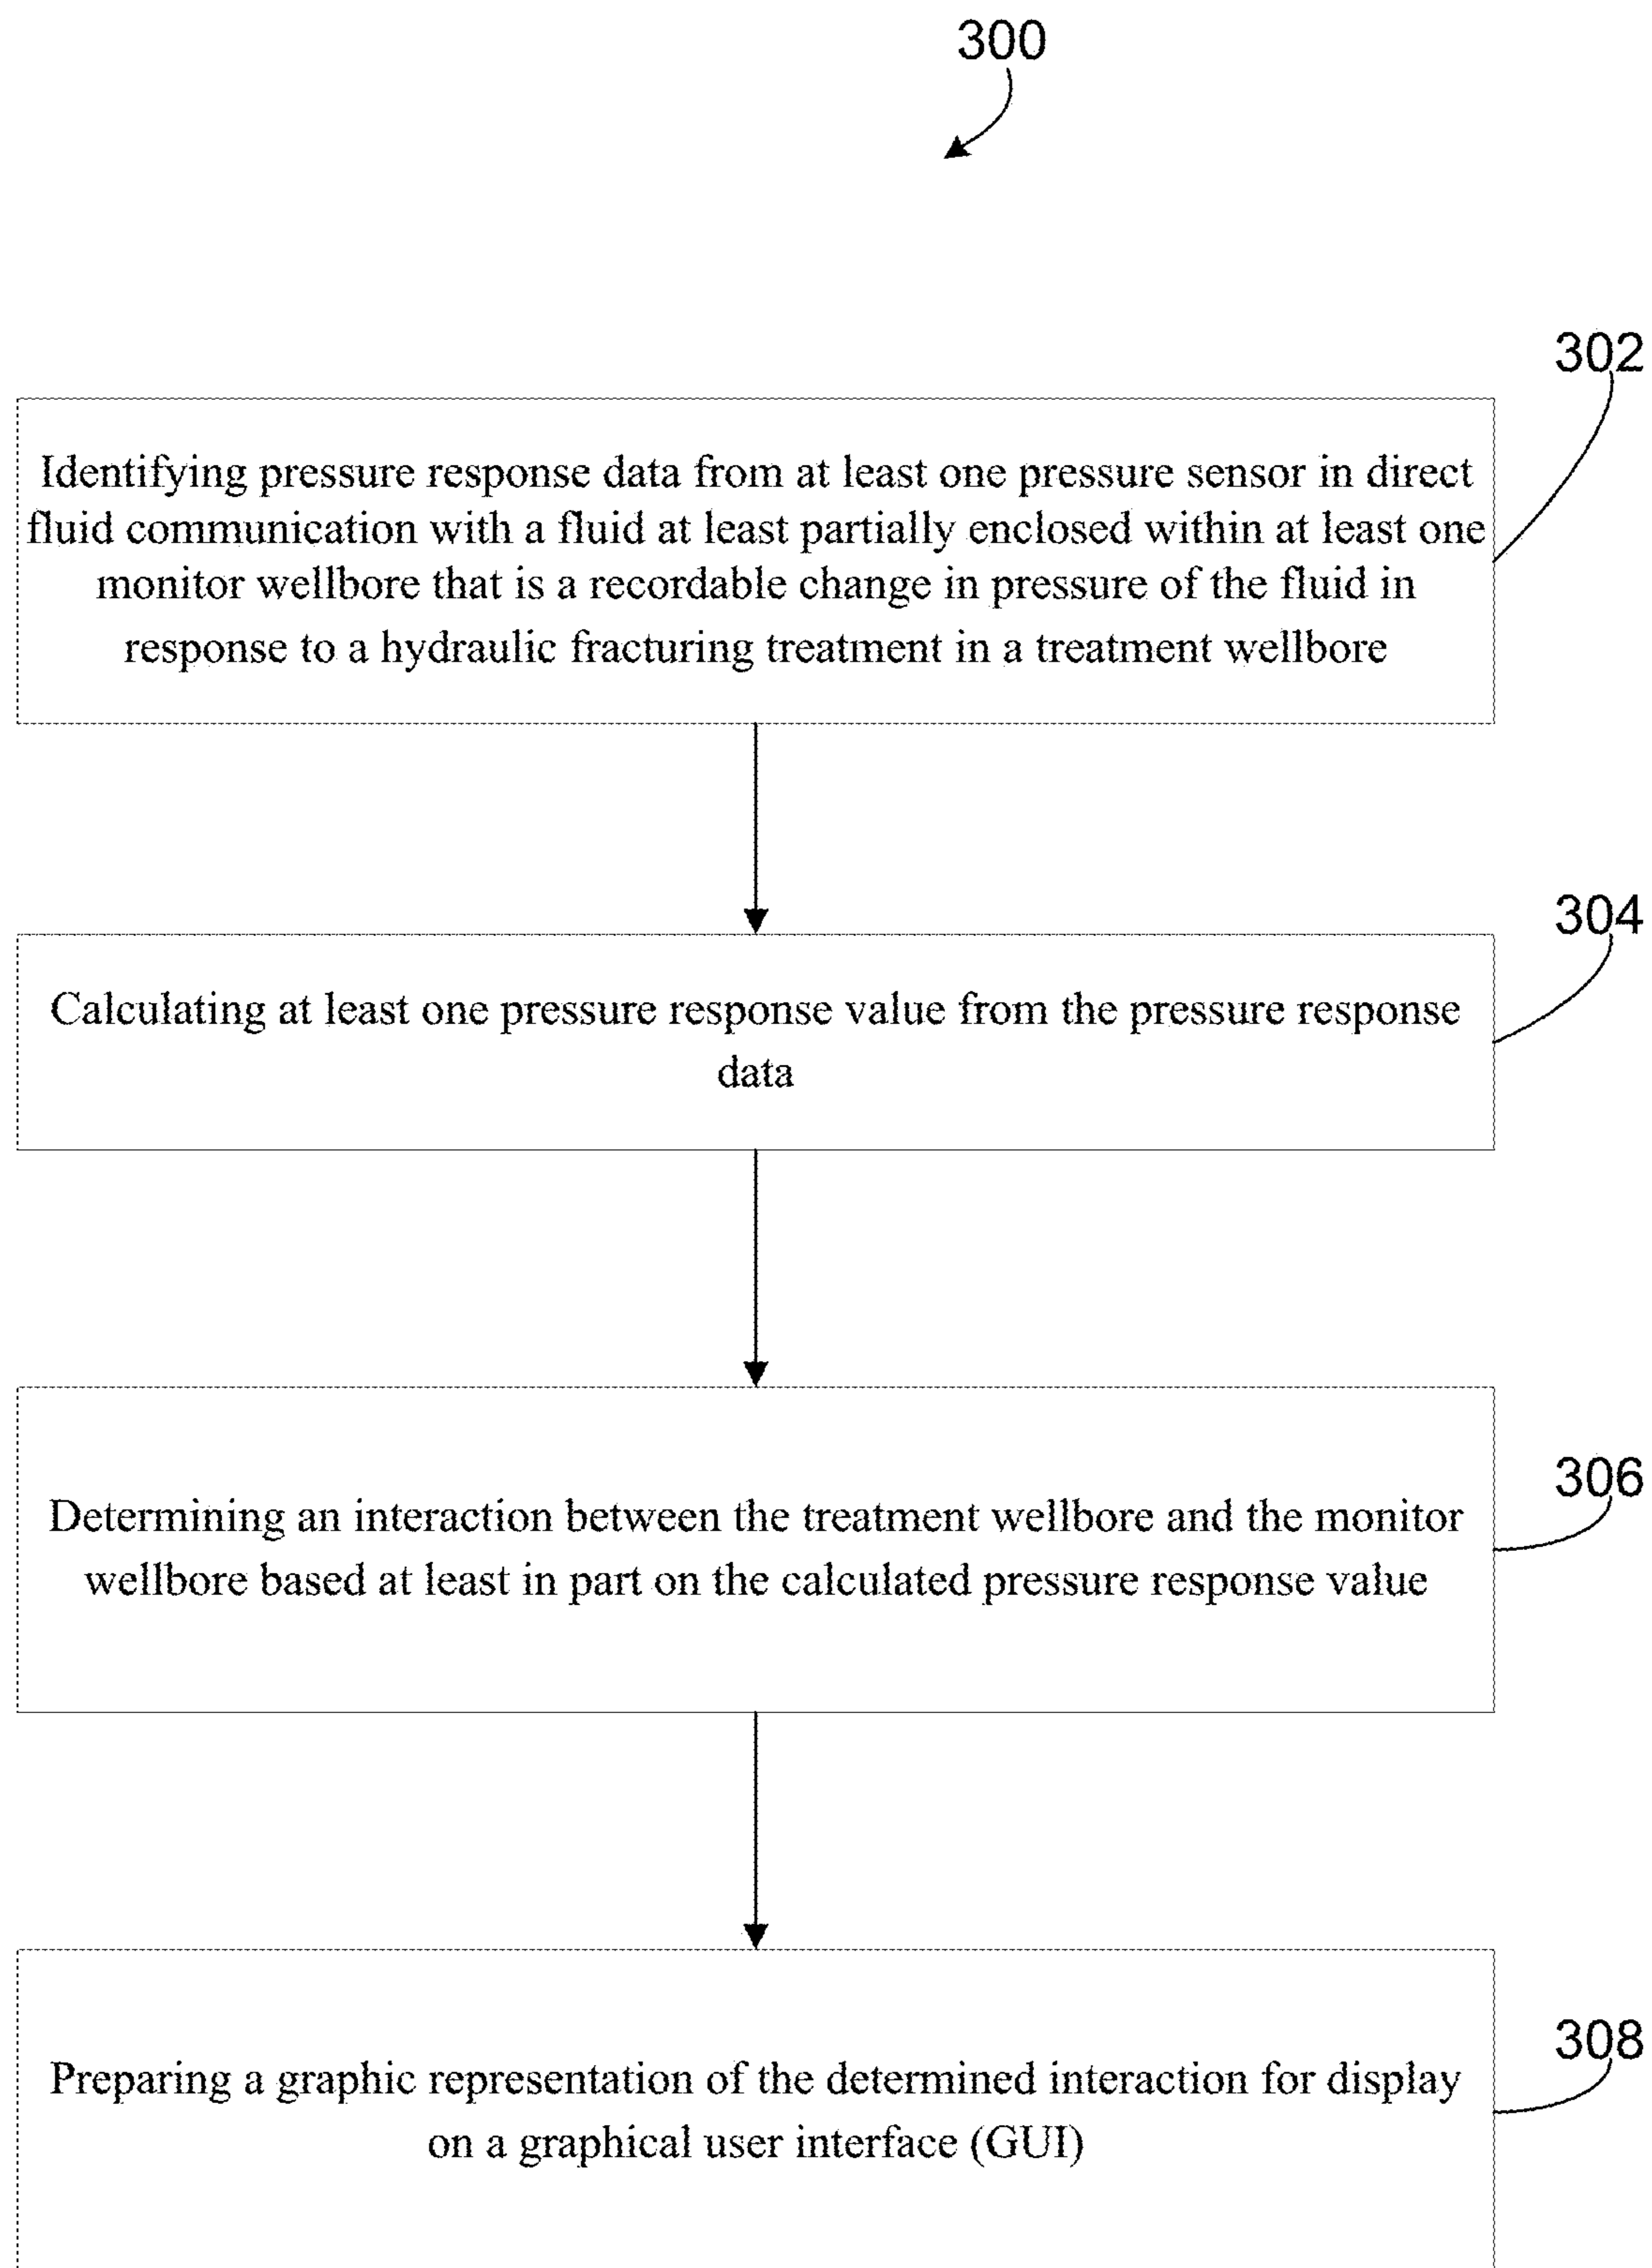 300
302
Identifying pressure response data from at least one pressure sensor in direct
fluid communication with a fluid at least partially enclosed within at least one
monitor wellbore that is a recordable change in pressure of the fluid in
response to a hydraulic fracturing treatment in a treatment wellbore
304
Calculating at least one pressure response value from the pressure response
data
306
Determining an interaction between the treatment wellbore and the monitor
wellbore based at least in part on the calculated pressure response value
308
Preparing a graphic representation of the determined interaction for display
on a graphical user interface (GUI)